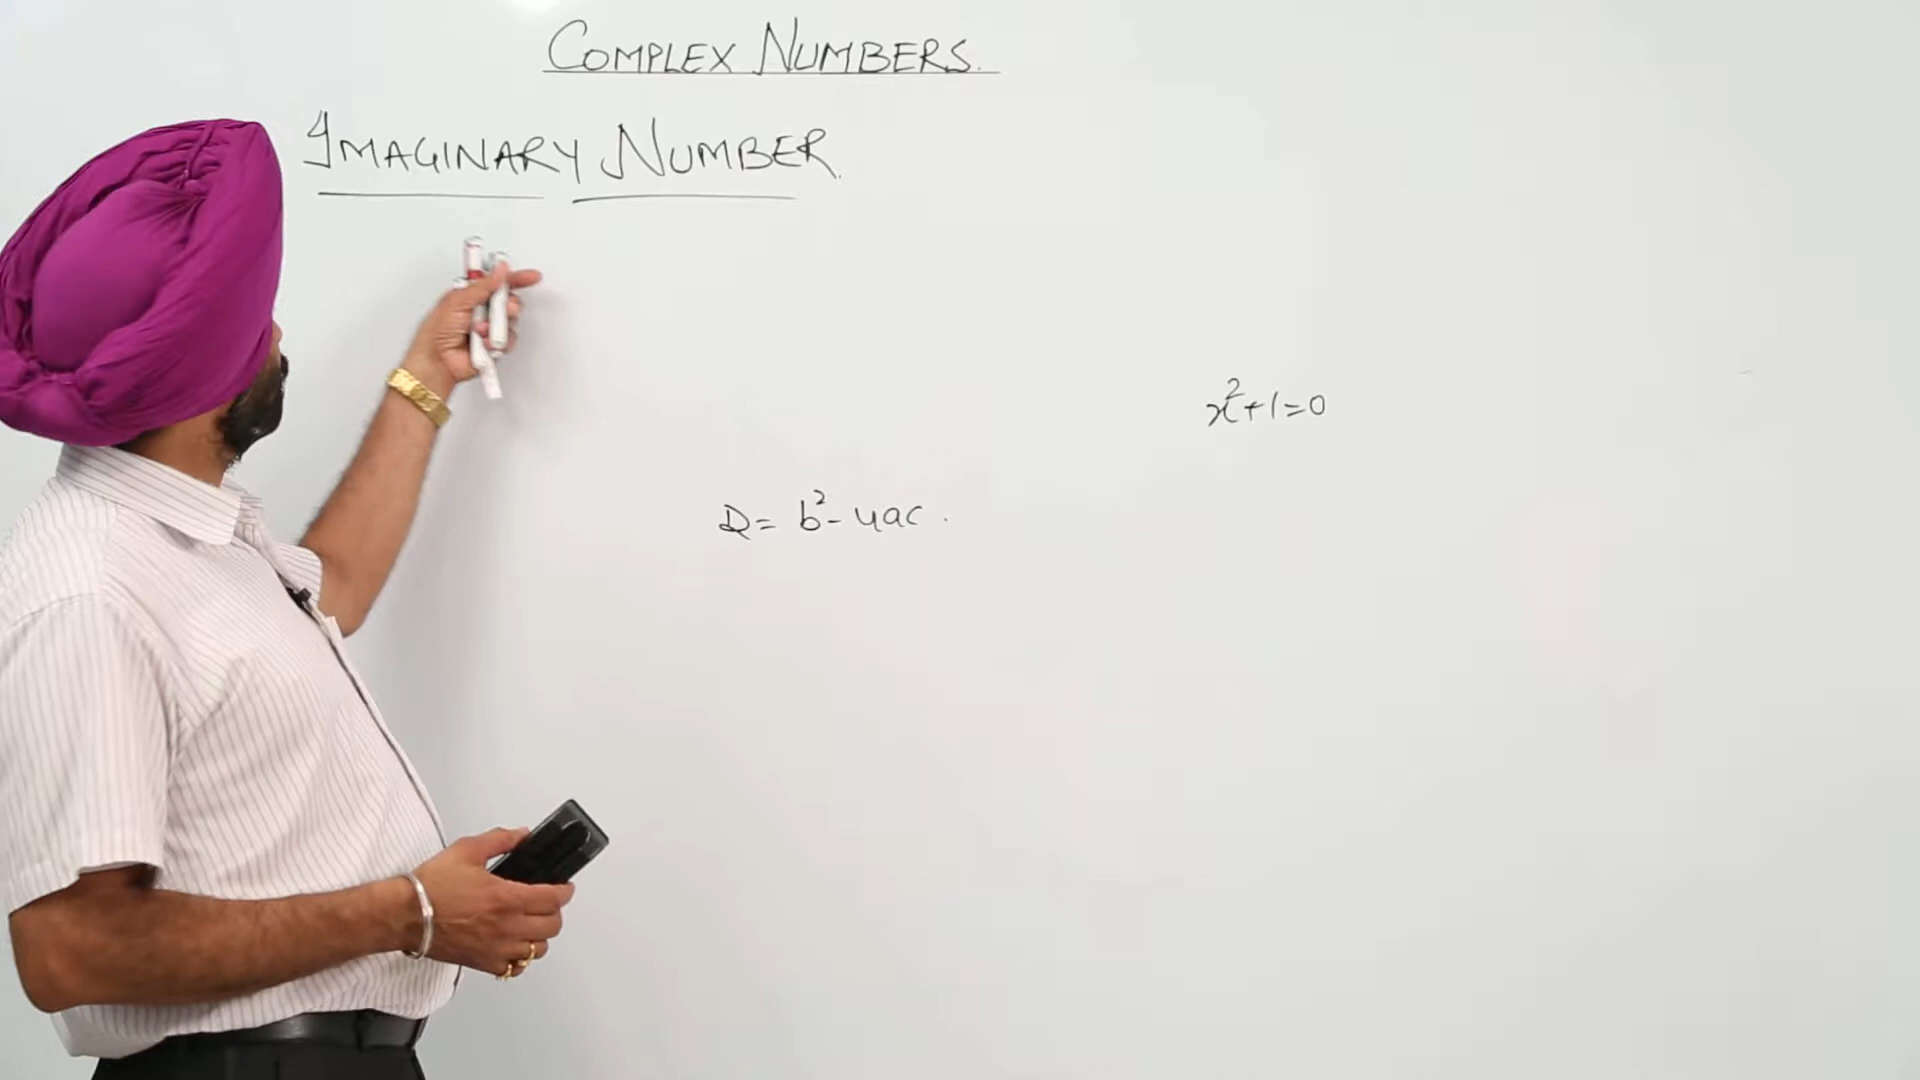 COMPLEX NUMBERS.
IMAGINARY NUMBER.
x²+1=0
D = b²-4ac.